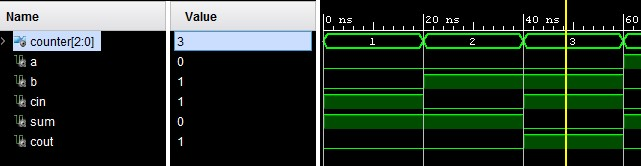 Name Value 0 ns 20 ns 40 ns 60
counter[2:0] 3 1 2 3
a 0
b 1
cin 1
sum 0
cout 1